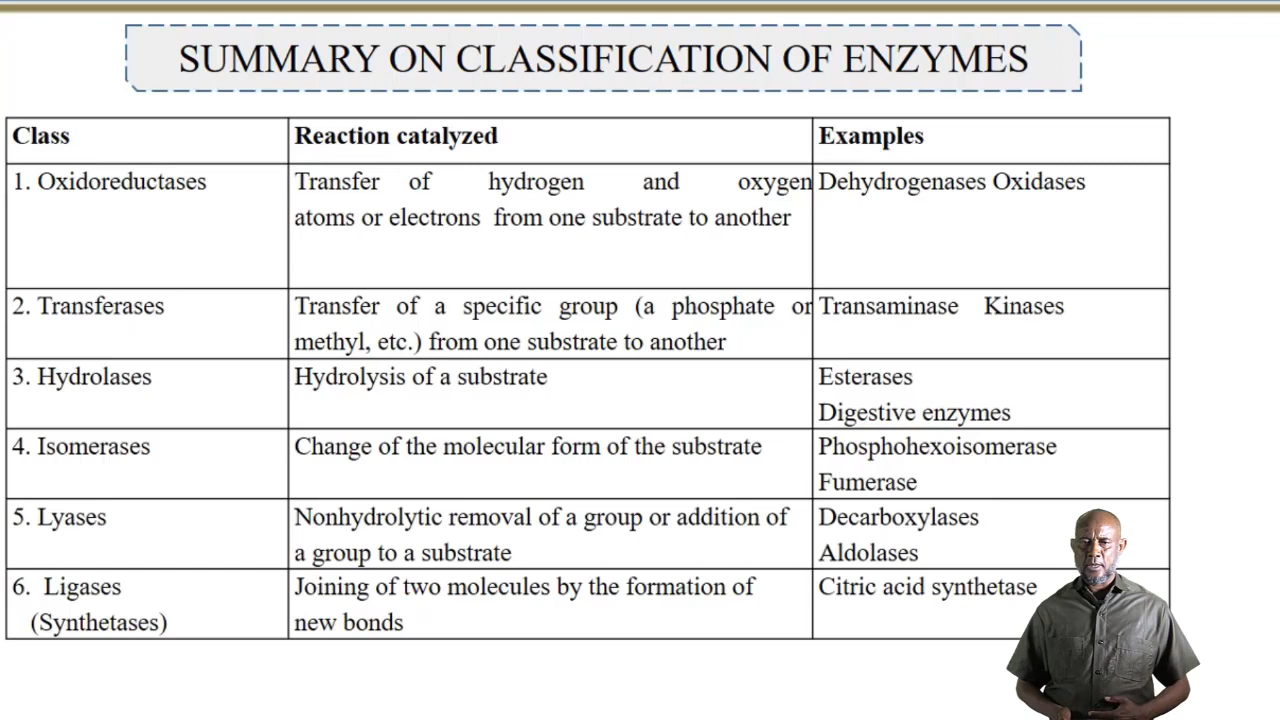 SUMMARY ON CLASSIFICATION OF ENZYMES
Class Reaction catalyzed Examples
1. Oxidoreductases Transfer of hydrogen and oxygen Dehydrogenases Oxidases
atoms or electrons from one substrate to another
2. Transferases Transfer of a specific group (a phosphate or Transaminase Kinases
methyl, etc.) from one substrate to another
3. Hydrolases Hydrolysis of a substrate Esterases
Digestive enzymes
4. Isomerases Change of the molecular form of the substrate Phosphohexoisomerase
Fumerase
5. Lyases Nonhydrolytic removal of a group or addition of Decarboxylases
a group to a substrate Aldolases
6. Ligases Joining of two molecules by the formation of Citric acid synthetase
(Synthetases) new bonds